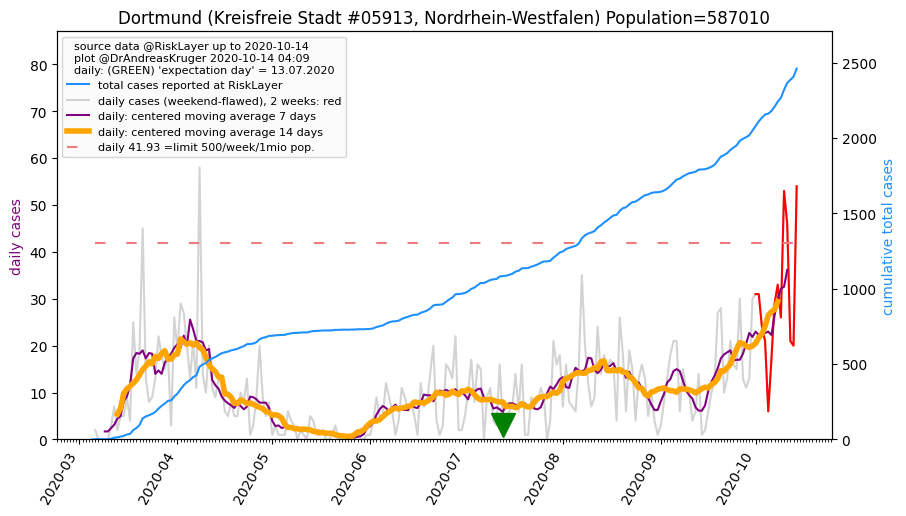 Dortmund (Kreisfreie Stadt #05913, Nordrhein-Westfalen) Population=587010
source data @RiskLayer up to 2020-10-14
plot @DrAndreasKruger 2020-10-14 04:09
daily: (GREEN) 'expectation day' = 13.07.2020
total cases reported at RiskLayer
daily cases (weekend-flawed), 2 weeks: red
daily: centered moving average 7 days
daily: centered moving average 14 days
daily 41.93 =limit 500/week/1mio pop.
daily cases
80
70
60
50
40
30
20
10
0
cumulative total cases
2500
2000
1500
1000
500
0
2020-03
2020-04
2020-05
2020-06
2020-07
2020-08
2020-09
2020-10